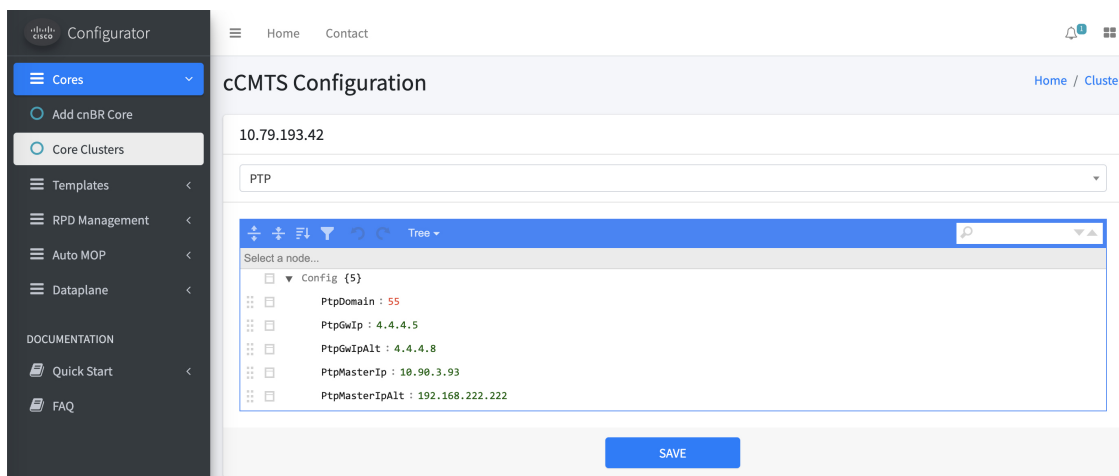 CISCO Configurator
Home Contact
1
Cores
cCMTS Configuration
Home / Cluste
Add cnBR Core
10.79.193.42
Core Clusters
PTP
Templates
RPD Management
Tree
Auto MOP
Select a node...
Config {5}
Dataplane
PtpDomain : 55
PtpGwIp : 4.4.4.5
DOCUMENTATION
PtpGwIpAlt : 4.4.4.8
Quick Start
PtpMasterIp : 10.90.3.93
PtpMasterIpAlt : 192.168.222.222
FAQ
SAVE